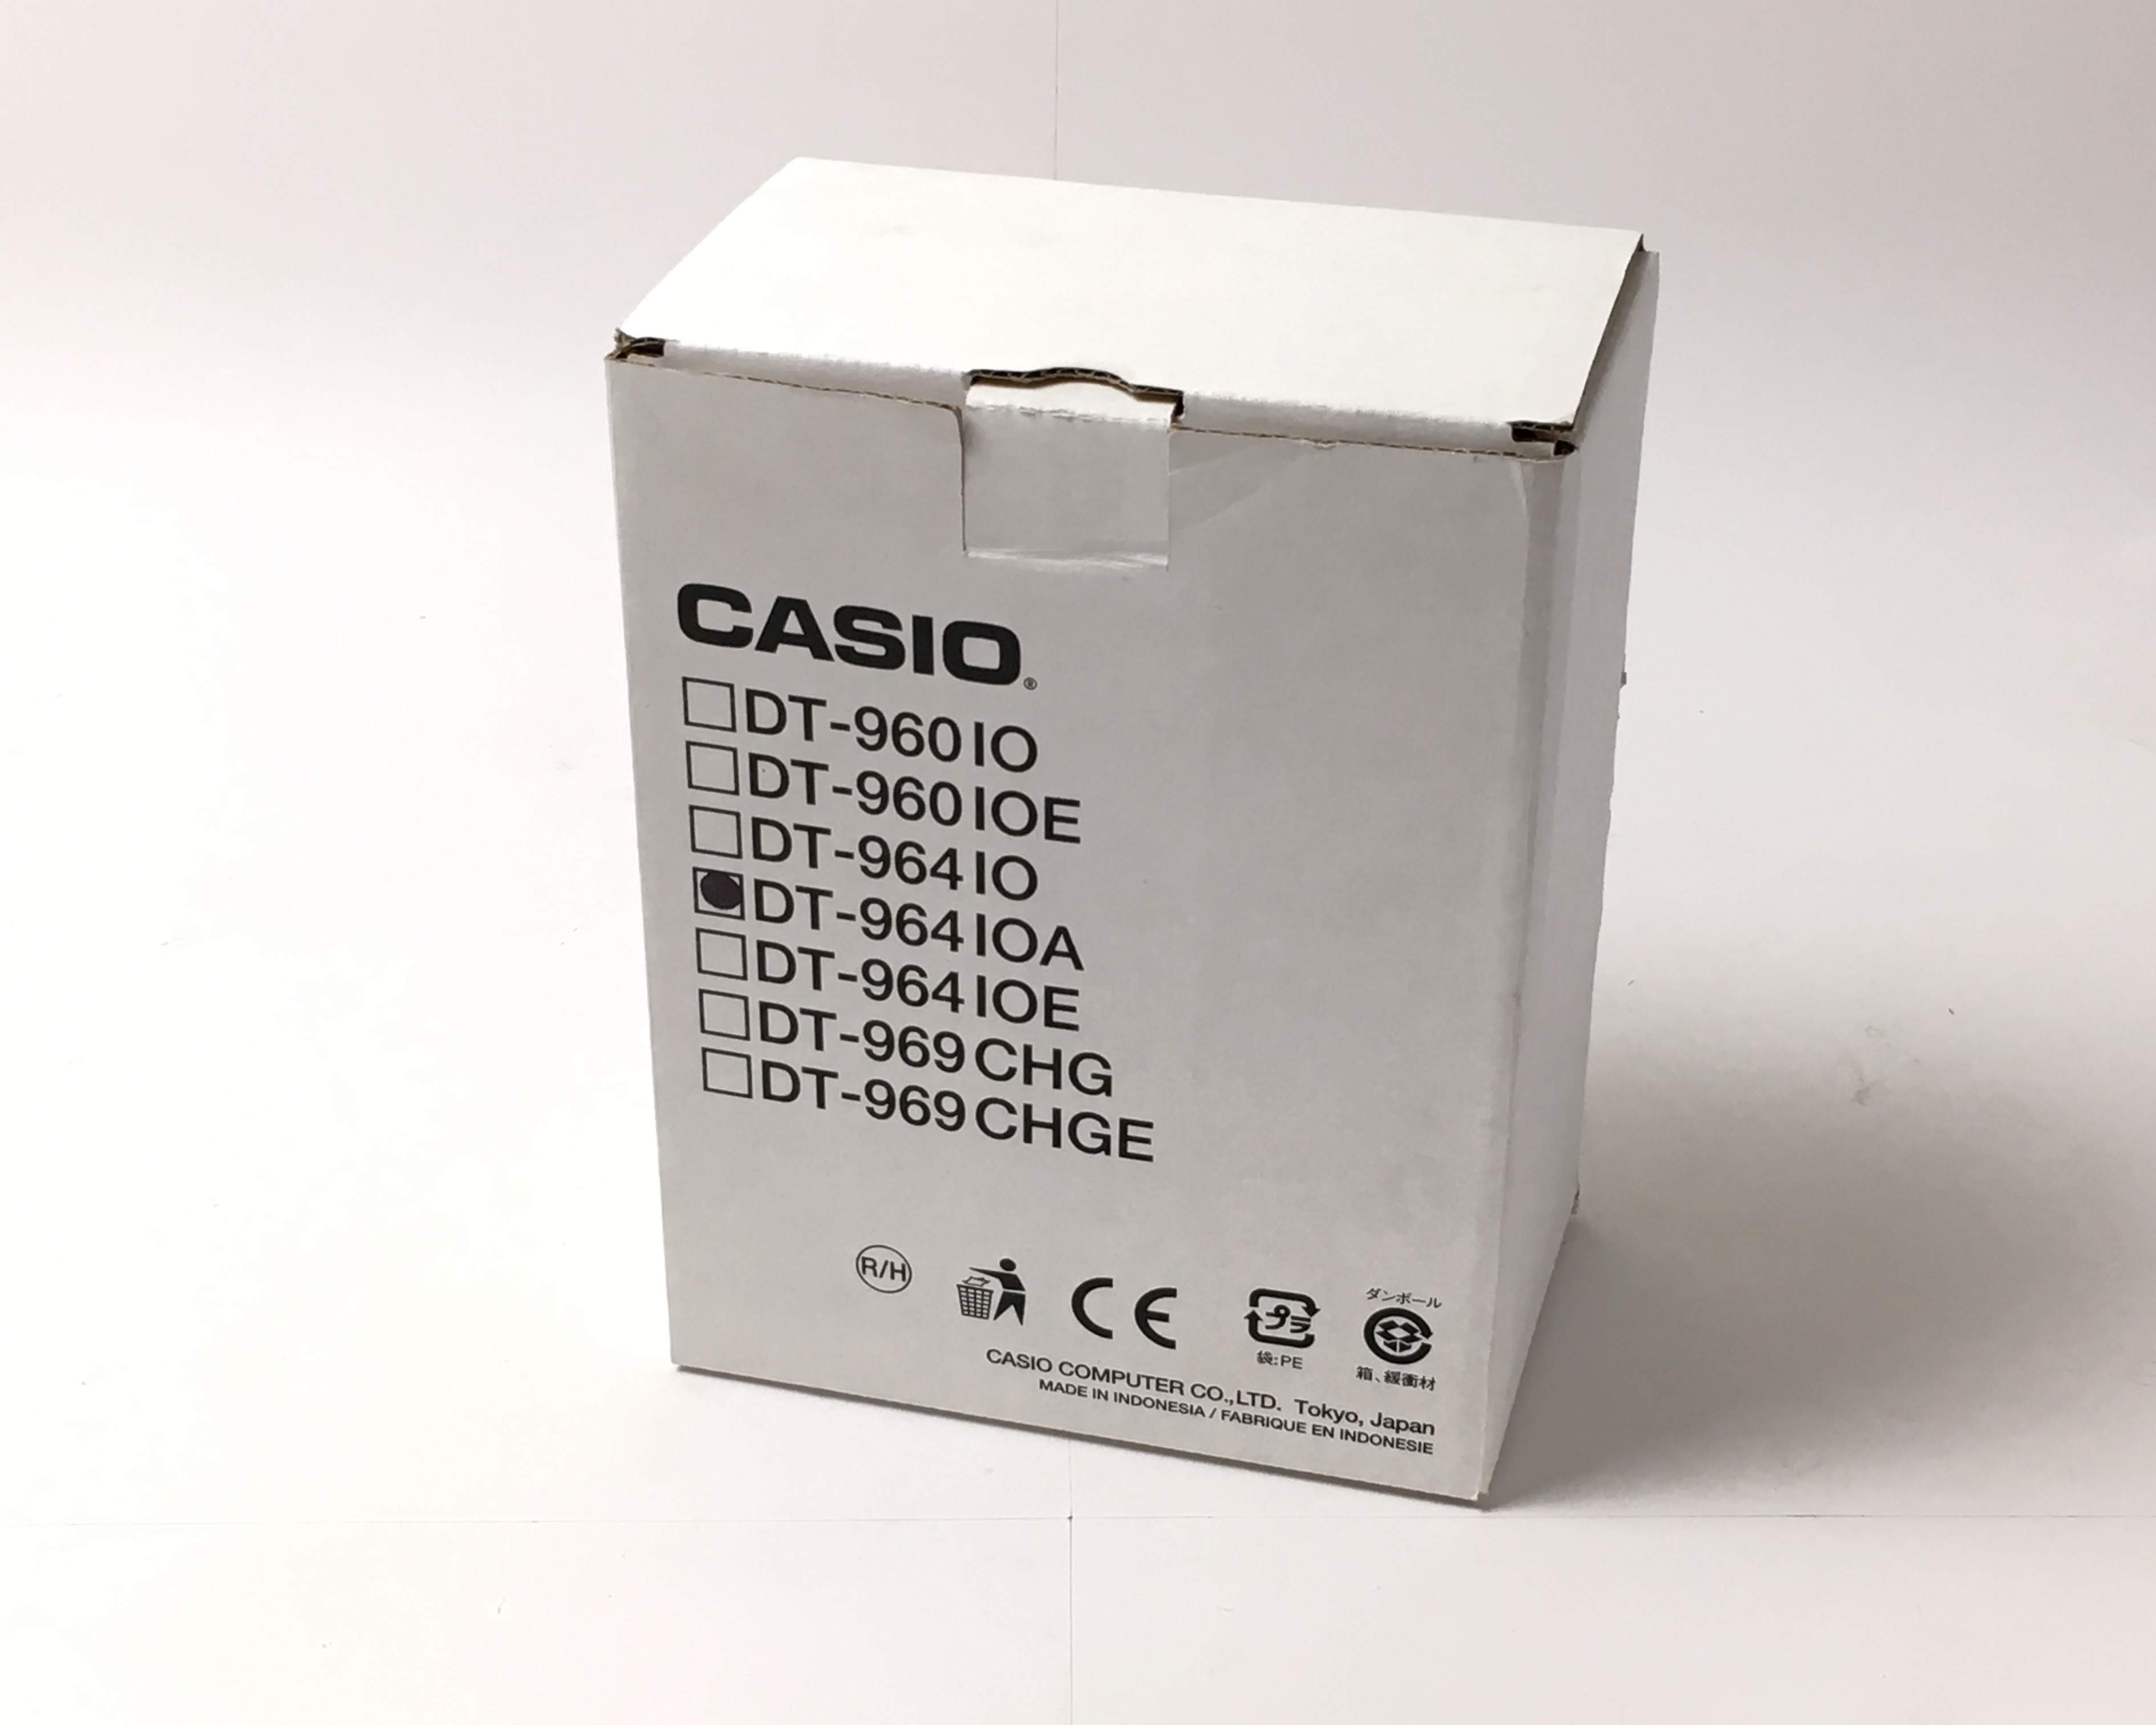 CASIO®
DT-960IO
DT-960IOE
DT-964IO
DT-964IOA
DT-964IOE
DT-969CHG
DT-969CHGE
R/H
CE
プラ
袋:PE
ダンボール
箱、緩衝材
CASIO COMPUTER CO.,LTD. Tokyo, Japan
MADE IN INDONESIA / FABRIQUE EN INDONESIE